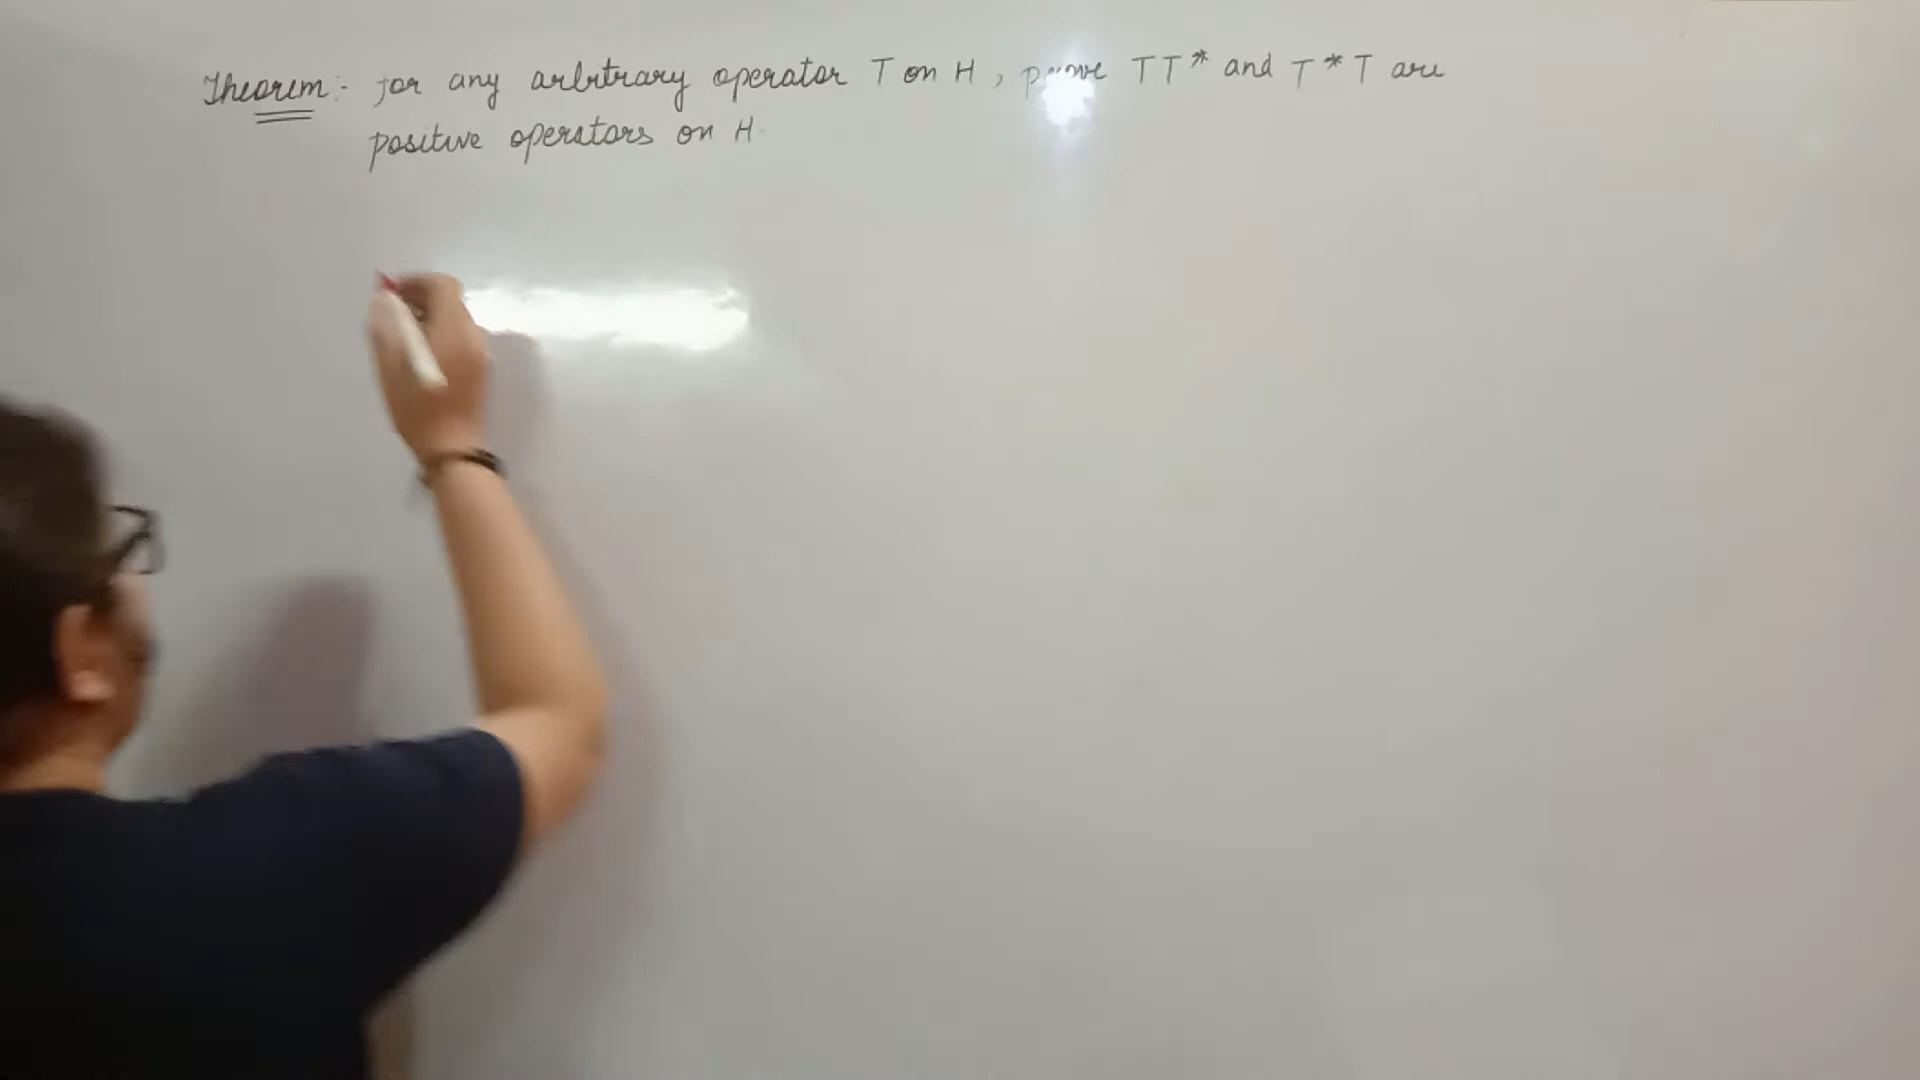 Theorem:- for any arbitrary operator T on H, prove TT* and T*T are
positive operators on H.